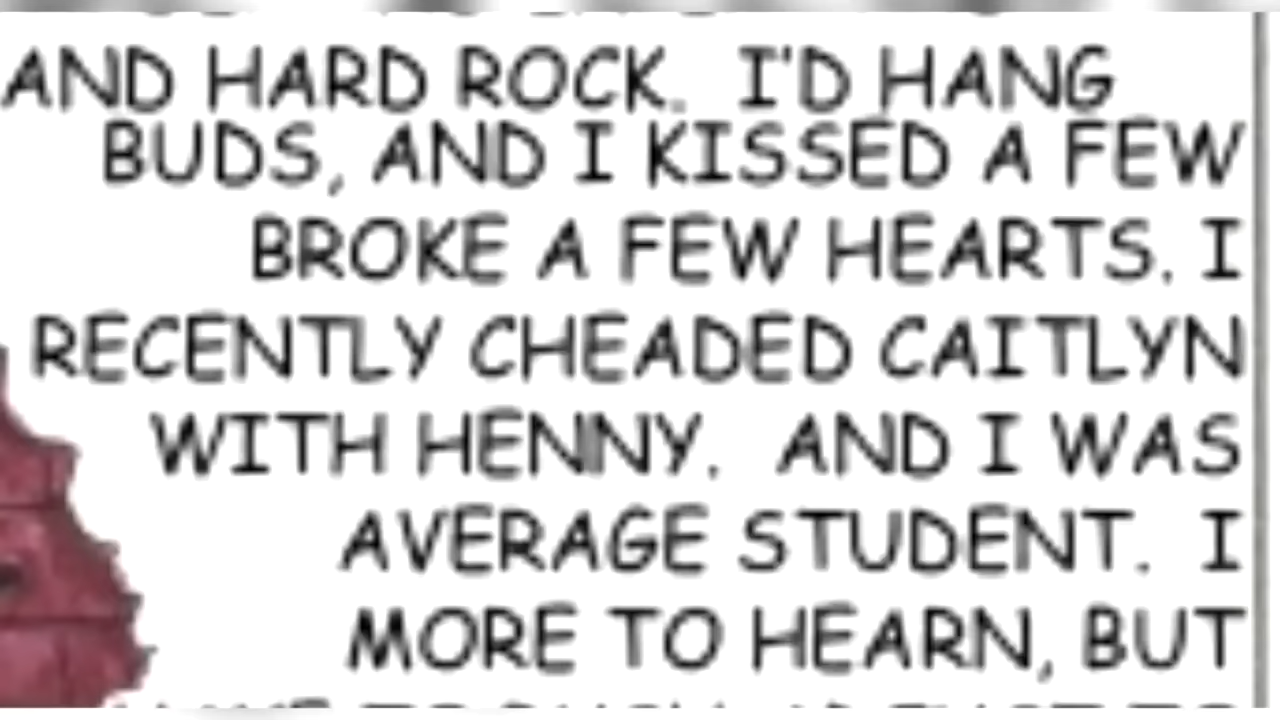 AND HARD ROCK.  I'D HANG
BUDS, AND I KISSED A FEW
BROKE A FEW HEARTS. I
RECENTLY CHEADED CAITLYN
WITH HENNY.  AND I WAS
AVERAGE STUDENT.  I
MORE TO HEARN, BUT